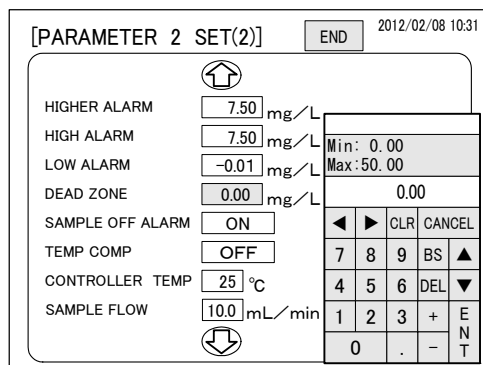 [PARAMETER 2 SET(2)] END 2012/02/08 10:31
HIGHER ALARM 7.50 mg/L
HIGH ALARM 7.50 mg/L
LOW ALARM -0.01 mg/L
DEAD ZONE 0.00 mg/L
SAMPLE OFF ALARM ON
TEMP COMP OFF
CONTROLLER TEMP 25 ℃
SAMPLE FLOW 10.0 mL/min
Min: 0.00
Max:50.00
0.00
◀ ▶ CLR CANCEL
7 8 9 BS ▲
4 5 6 DEL ▼
1 2 3 + ENT
0 . -